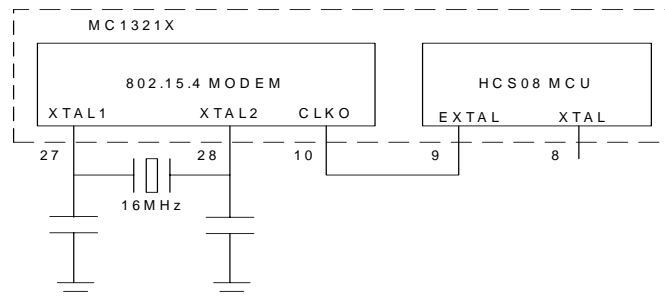 MC1321X
802.15.4 MODEM
HCS08 MCU
XTAL1 XTAL2 CLKO
EXTAL XTAL
27 28 10 9 8
16MHz